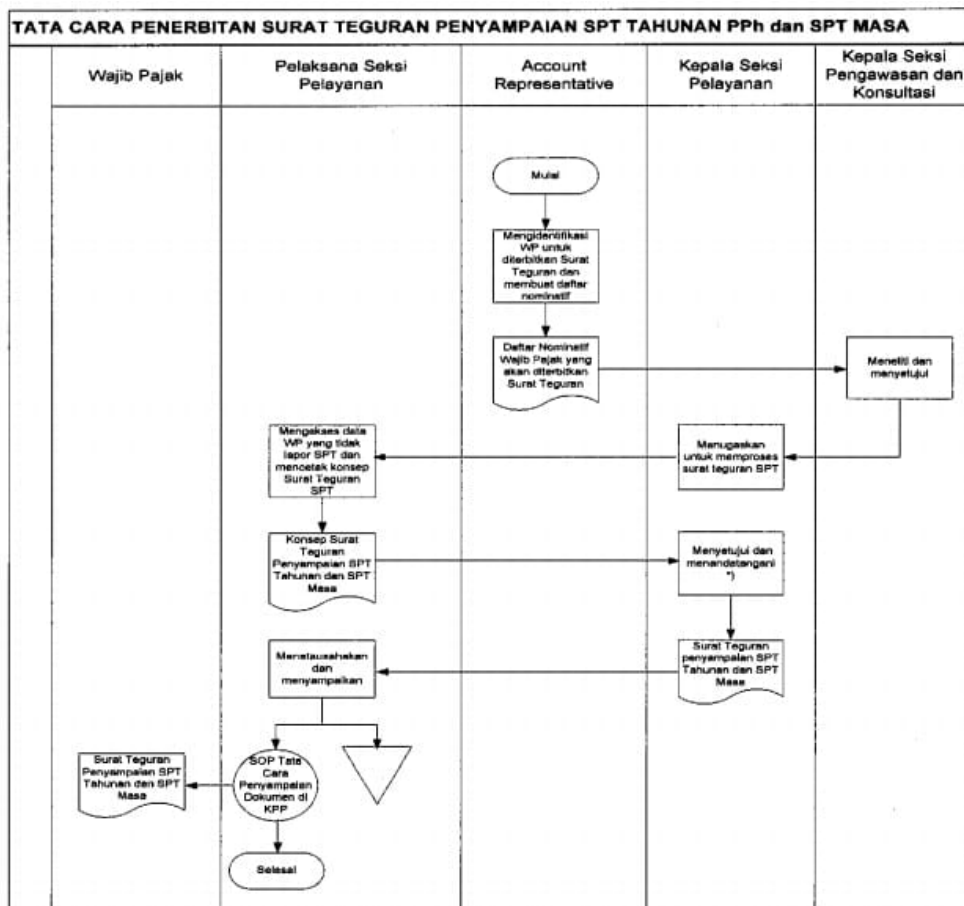 TATA CARA PENERBITAN SURAT TEGURAN PENYAMPAIAN SPT TAHUNAN PPh dan SPT MASA
Wajib Pajak
Pelaksana Seksi
Pelayanan
Account
Representative
Kepala Seksi
Pelayanan
Kepala Seksi
Pengawasan dan
Konsultasi
Mulai
Mengidentifikasi
WP untuk
diterbitkan Surat
Teguran dan
membuat daftar
nominatif
Daftar Nominatif
Wajib Pajak yang
akan diterbitkan
Surat Teguran
Meneliti dan
menyetujui
Menugaskan
untuk memproses
surat teguran SPT
Mengakses data
WP yang tidak
lapor SPT dan
mencetak konsep
Surat Teguran
SPT
Konsep Surat
Teguran
Penyampaian SPT
Tahunan dan SPT
Masa
Menyetujui dan
menandatangani
*)
Surat Teguran
penyampaian SPT
Tahunan dan SPT
Masa
Menatausahakan
dan
menyampaikan
SOP Tata
Cara
Penyampaian
Dokumen di
KPP
Surat Teguran
Penyampaian SPT
Tahunan dan SPT
Masa
Selesai